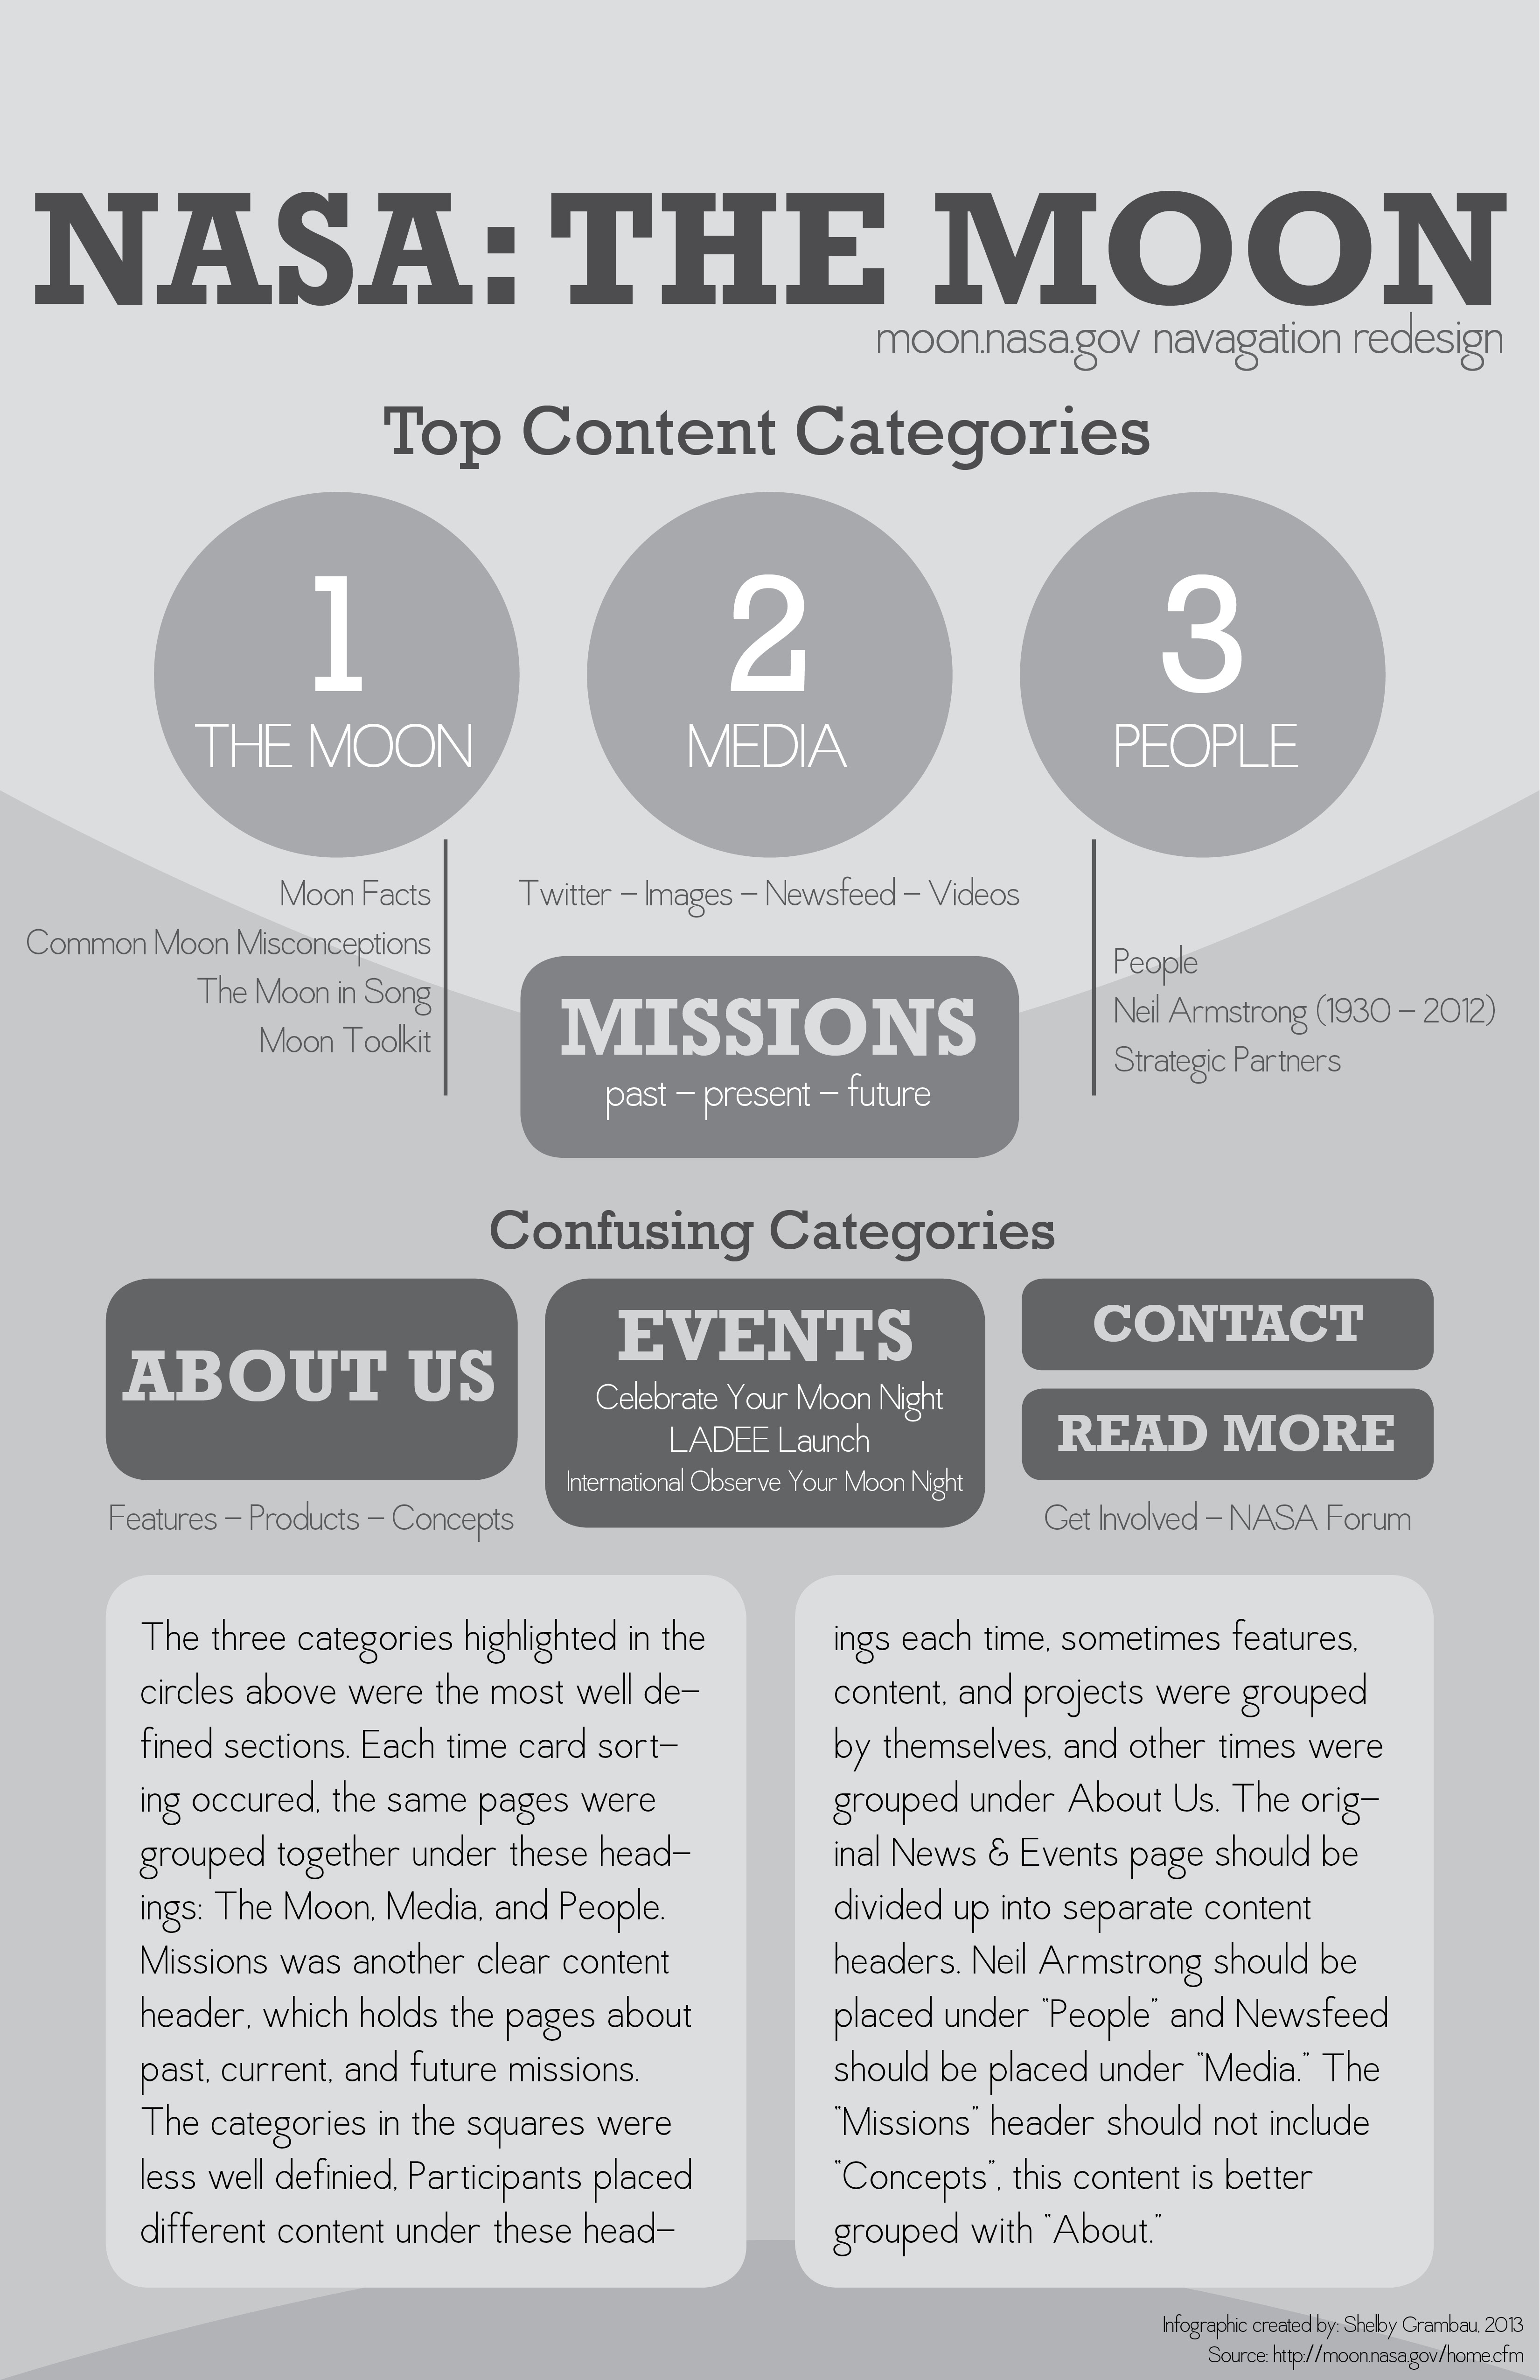 NASA: THE MOON
moon.nasa.gov navagation redesign
Top Content Categories
1
THE MOON
2
MEDIA
3
PEOPLE
Moon Facts
Common Moon Misconceptions
The Moon in Song
Moon Toolkit
Twitter – Images – Newsfeed – Videos
MISSIONS
past – present – future
People
Neil Armstrong (1930 – 2012)
Strategic Partners
Confusing Categories
ABOUT US
Features – Products – Concepts
EVENTS
Celebrate Your Moon Night
LADEE Launch
International Observe Your Moon Night
CONTACT
READ MORE
Get Involved – NASA Forum
The three categories highlighted in the
circles above were the most well de-
fined sections. Each time card sort-
ing occured, the same pages were
grouped together under these head-
ings: The Moon, Media, and People.
Missions was another clear content
header, which holds the pages about
past, current, and future missions.
The categories in the squares were
less well definied, Participants placed
different content under these head-
ings each time, sometimes features,
content, and projects were grouped
by themselves, and other times were
grouped under About Us. The orig-
inal News & Events page should be
divided up into separate content
headers. Neil Armstrong should be
placed under “People” and Newsfeed
should be placed under “Media.” The
“Missions” header should not include
“Concepts”, this content is better
grouped with “About.”
Infographic created by: Shelby Grambau, 2013
Source: http://moon.nasa.gov/home.cfm